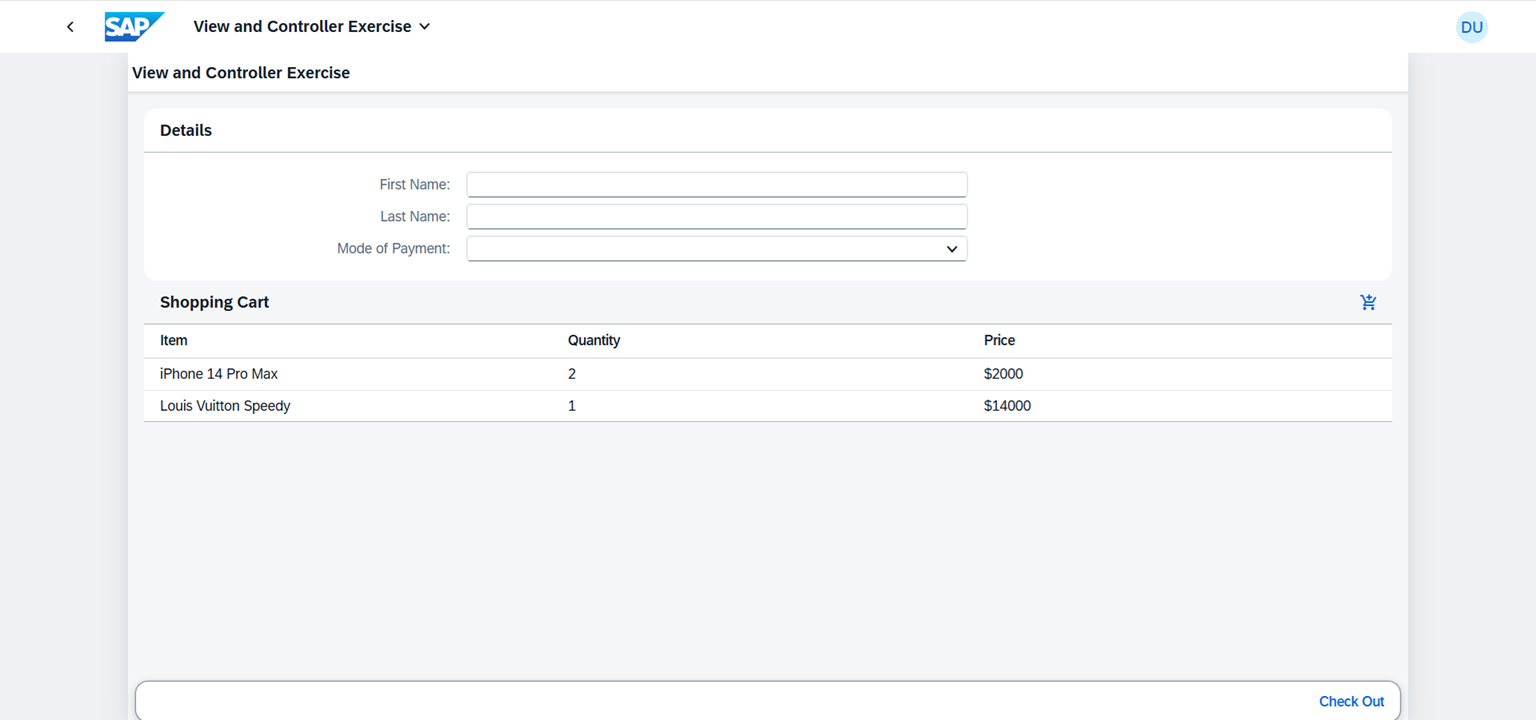 SAP View and Controller Exercise DU
View and Controller Exercise
Details
First Name:
Last Name:
Mode of Payment:
Shopping Cart
Item Quantity Price
iPhone 14 Pro Max 2 $2000
Louis Vuitton Speedy 1 $14000
Check Out